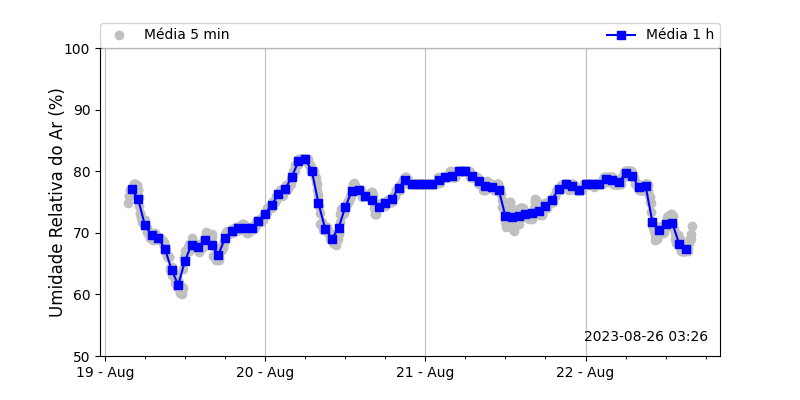 Média 5 min
Média 1 h
100
90
80
70
60
50
Umidade Relativa do Ar (%)
2023-08-26 03:26
19 - Aug
20 - Aug
21 - Aug
22 - Aug